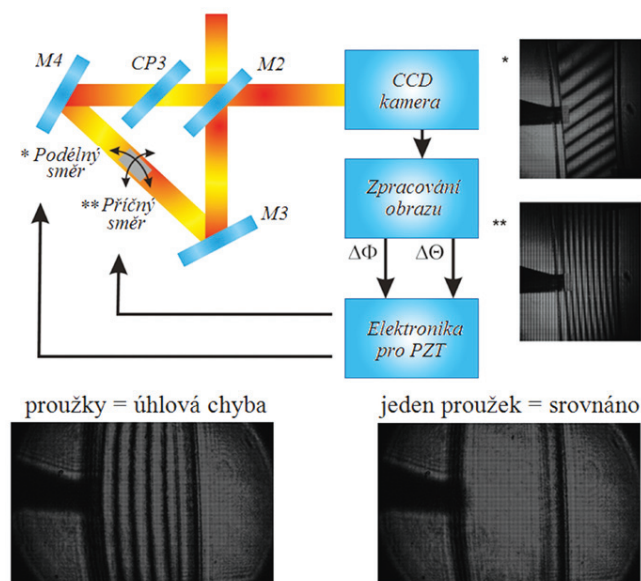 M4
CP3
M2
CCD
kamera
*
* Podélný
směr
** Příčný
směr
M3
Zpracování
obrazu
**
ΔΦ
ΔΘ
Elektronika
pro PZT
proužky = úhlová chyba
jeden proužek = srovnáno